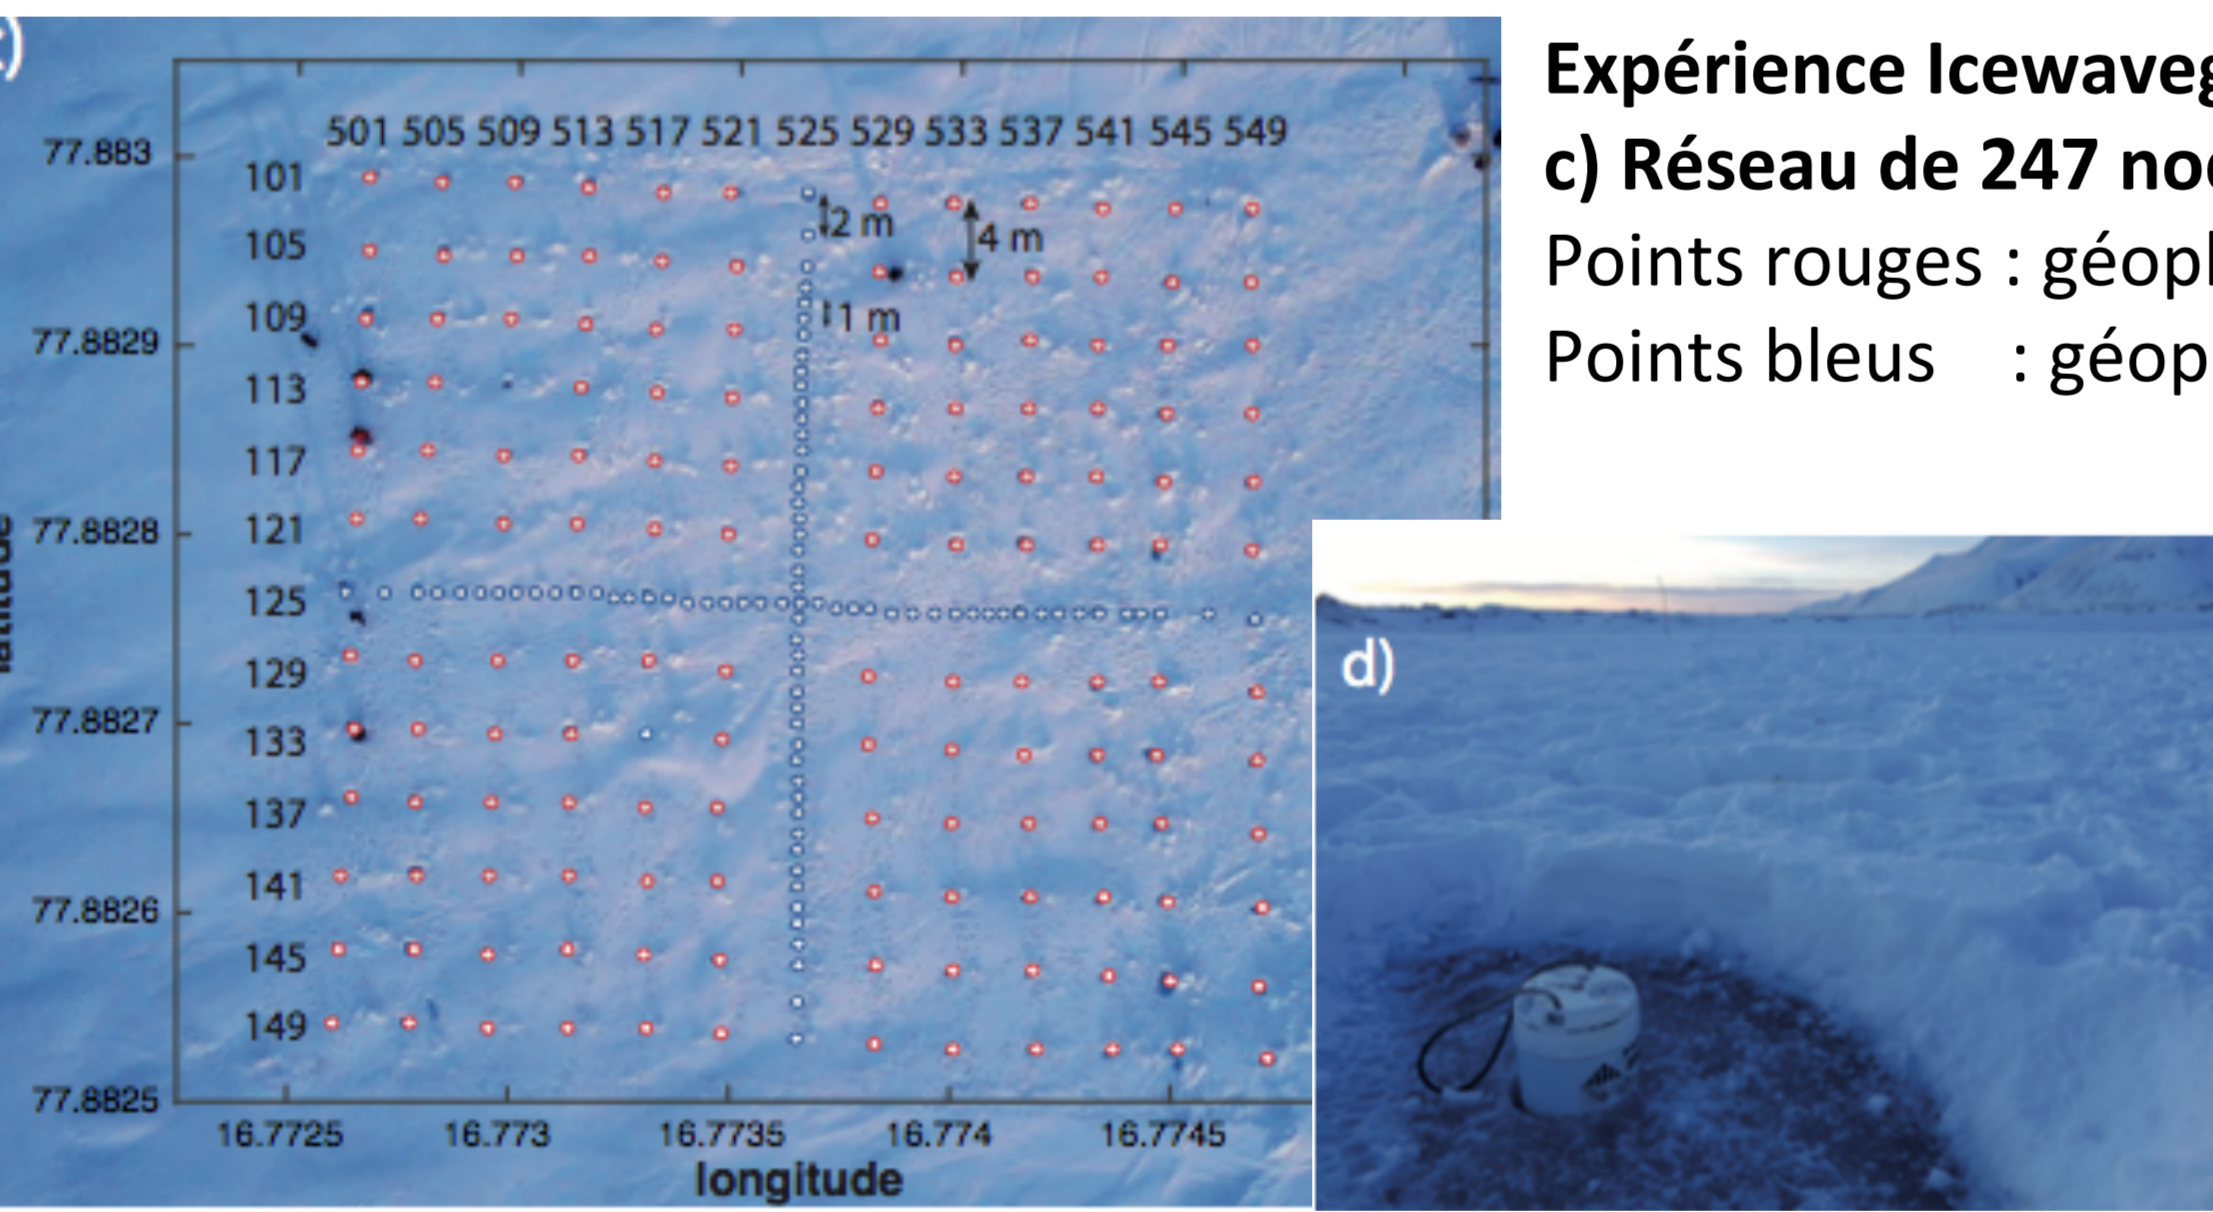 c)
501 505 509 513 517 521 525 529 533 537 541 545 549
77.883
101
2 m
4 m
105
109
1 m
77.8829
113
117
77.8828
121
125
129
77.8827
133
137
141
77.8826
145
149
77.8825
16.7725 16.773 16.7735 16.774 16.7745
longitude
latitude
Expérience Icewaveg
c) Réseau de 247 no
Points rouges : géoph
Points bleus : géop
d)